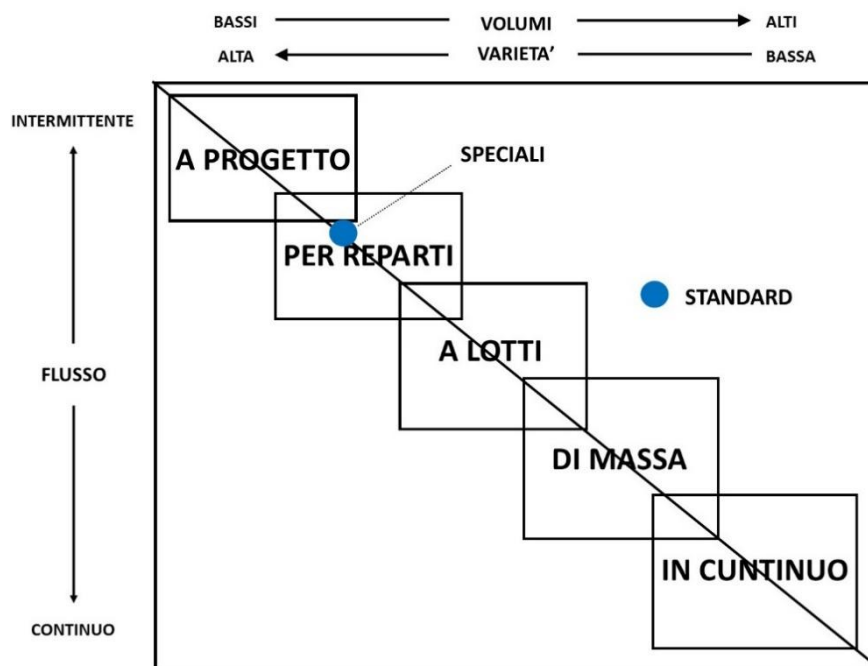 BASSI VOLUMI ALTI
ALTA VARIETA’ BASSA
INTERMITTENTE
A PROGETTO
SPECIALI
PER REPARTI
STANDARD
A LOTTI
FLUSSO
DI MASSA
IN CUNTINUO
CONTINUO